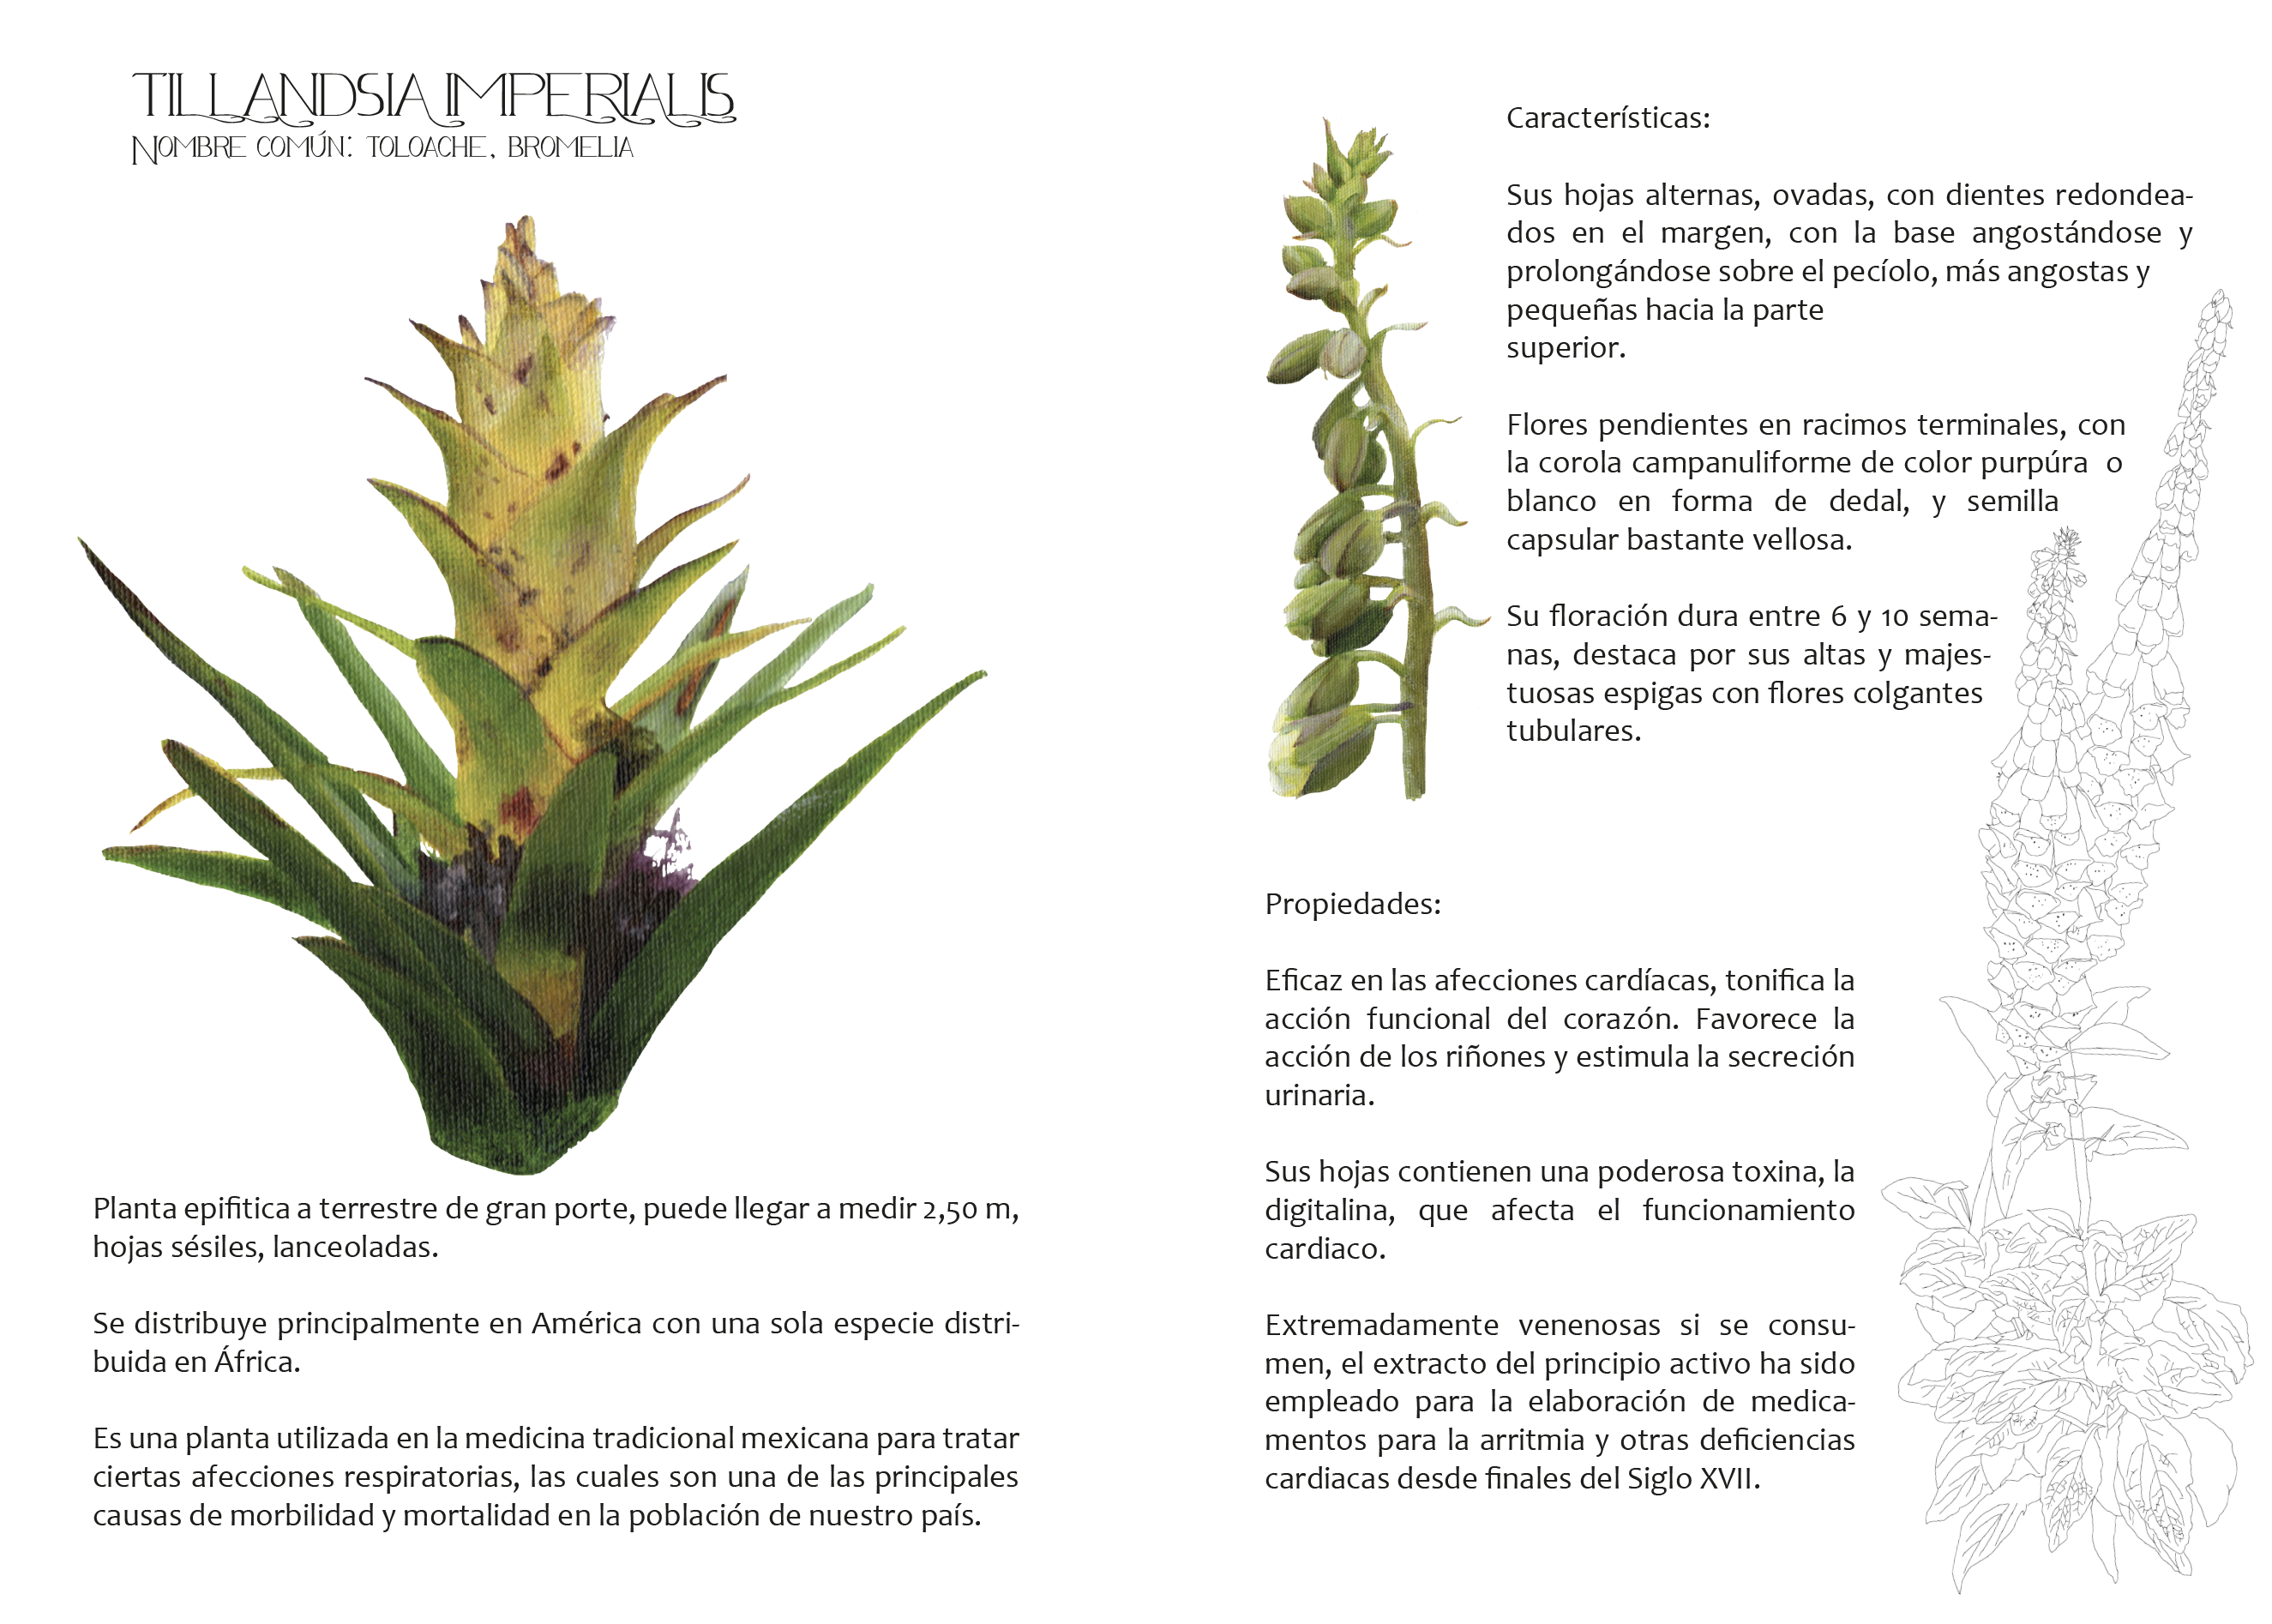 TILLANDSIA IMPERIALIS
NOMBRE COMÚN: TOLOACHE, BROMELIA
Planta epifitica a terrestre de gran porte, puede llegar a medir 2,50 m,
hojas sésiles, lanceoladas.
Se distribuye principalmente en América con una sola especie distri-
buida en África.
Es una planta utilizada en la medicina tradicional mexicana para tratar
ciertas afecciones respiratorias, las cuales son una de las principales
causas de morbilidad y mortalidad en la población de nuestro país.
Características:
Sus hojas alternas, ovadas, con dientes redondea-
dos en el margen, con la base angostándose y
prolongándose sobre el pecíolo, más angostas y
pequeñas hacia la parte
superior.
Flores pendientes en racimos terminales, con
la corola campanuliforme de color purpúra o
blanco en forma de dedal, y semilla
capsular bastante vellosa.
Su floración dura entre 6 y 10 sema-
nas, destaca por sus altas y majes-
tuosas espigas con flores colgantes
tubulares.
Propiedades:
Eficaz en las afecciones cardíacas, tonifica la
acción funcional del corazón. Favorece la
acción de los riñones y estimula la secreción
urinaria.
Sus hojas contienen una poderosa toxina, la
digitalina, que afecta el funcionamiento
cardiaco.
Extremadamente venenosas si se consu-
men, el extracto del principio activo ha sido
empleado para la elaboración de medica-
mentos para la arritmia y otras deficiencias
cardiacas desde finales del Siglo XVII.